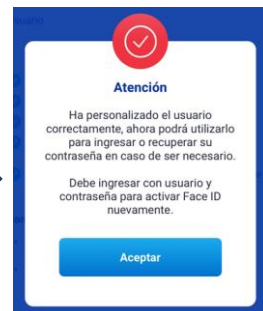 Atención
Ha personalizado el usuario
correctamente, ahora podrá utilizarlo
para ingresar o recuperar su
contraseña en caso de ser necesario.
Debe ingresar con usuario y
contraseña para activar Face ID
nuevamente.
Aceptar